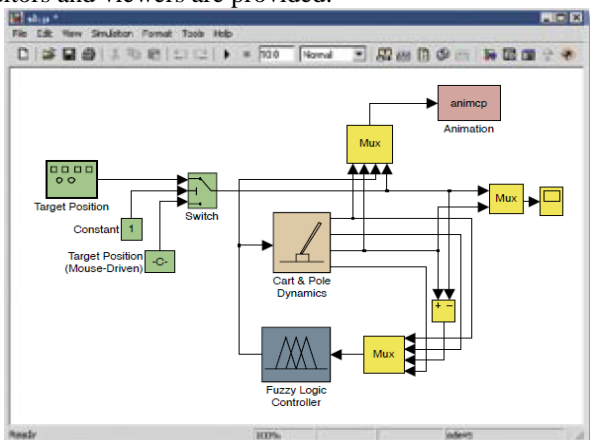 itors and viewers are provided.
File Edit View Simulation Format Tools Help
10.0 Normal
animcp
Animation
Mux
Target Position
Switch
Mux
Constant 1
Target Position
(Mouse-Driven) -C-
Cart & Pole
Dynamics
+ −
Mux
Fuzzy Logic
Controller
Ready 100%